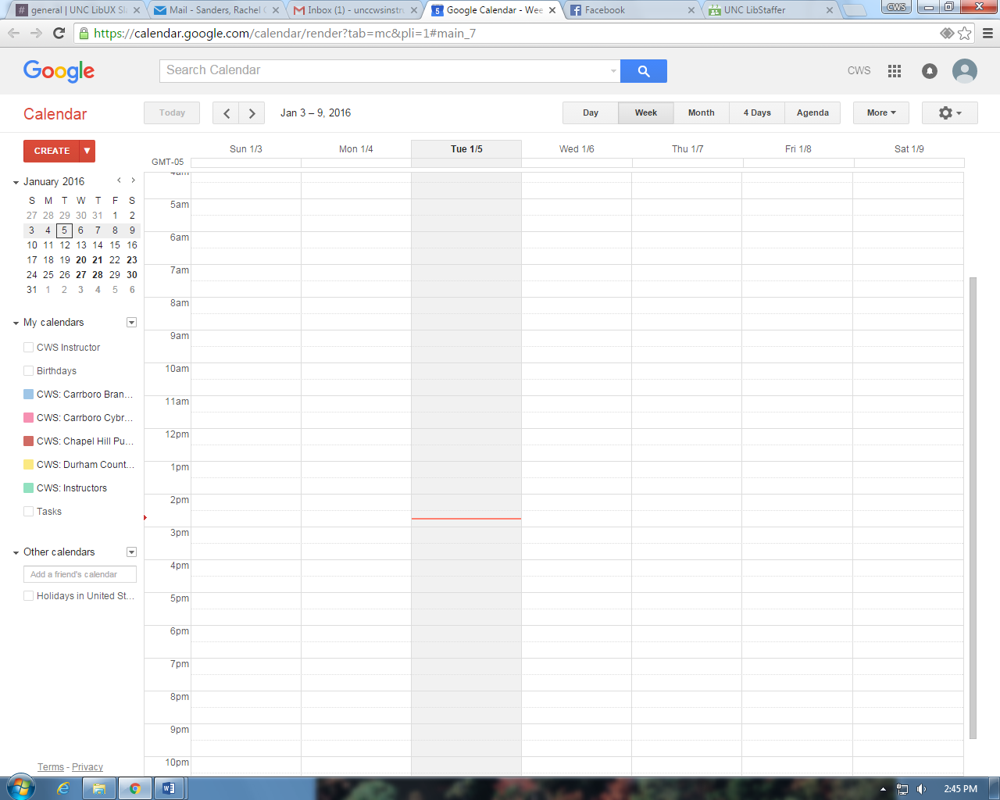 general | UNC LibUX Sl
Mail - Sanders, Rachel
Inbox (1) - unccwsinstru
Google Calendar - Wee
Facebook
UNC LibStaffer
CWS
https://calendar.google.com/calendar/render?tab=mc&pli=1#main_7
Google
Search Calendar
CWS
Calendar
Today
Jan 3 – 9, 2016
Day
Week
Month
4 Days
Agenda
More
CREATE
Sun 1/3
Mon 1/4
Tue 1/5
Wed 1/6
Thu 1/7
Fri 1/8
Sat 1/9
GMT-05
January 2016
S M T W T F S
27 28 29 30 31 1 2
3 4 5 6 7 8 9
10 11 12 13 14 15 16
17 18 19 20 21 22 23
24 25 26 27 28 29 30
31 1 2 3 4 5 6
My calendars
CWS Instructor
Birthdays
CWS: Carrboro Bran...
CWS: Carrboro Cybr...
CWS: Chapel Hill Pu...
CWS: Durham Count...
CWS: Instructors
Tasks
Other calendars
Add a friend's calendar
Holidays in United St...
Terms - Privacy
4am
5am
6am
7am
8am
9am
10am
11am
12pm
1pm
2pm
3pm
4pm
5pm
6pm
7pm
8pm
9pm
10pm
2:45 PM